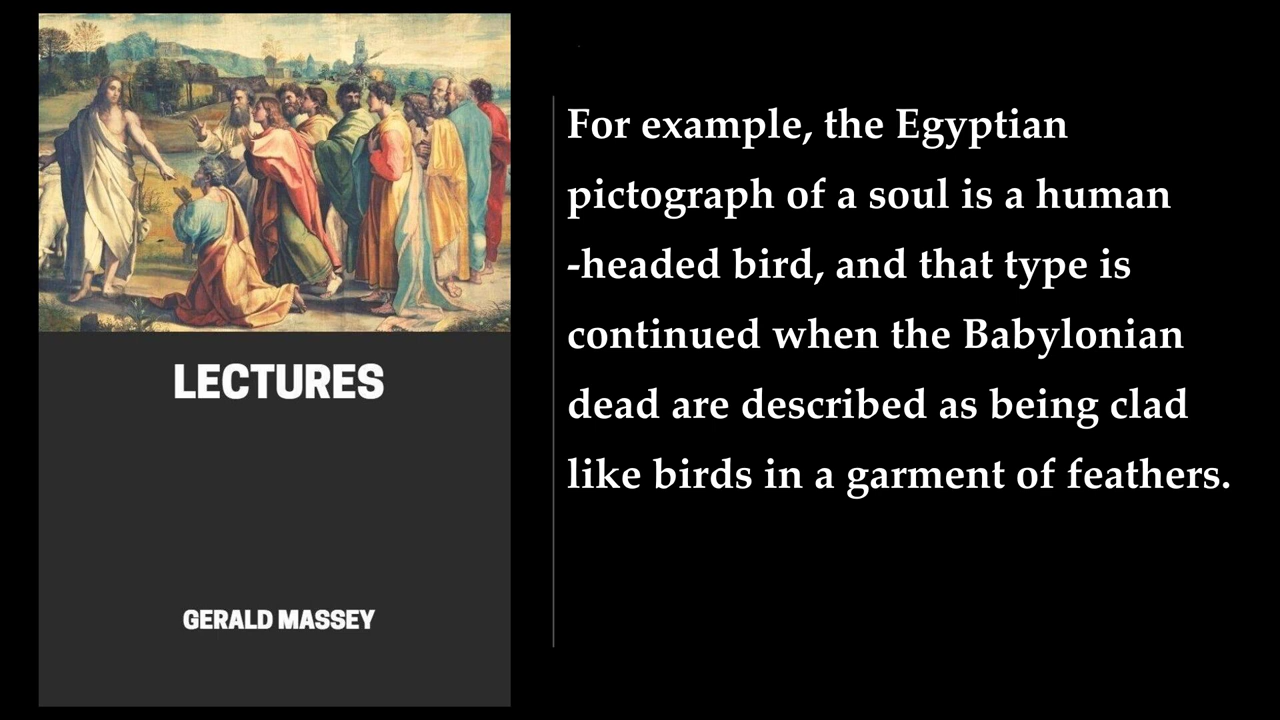 LECTURES
GERALD MASSEY
For example, the Egyptian
pictograph of a soul is a human
-headed bird, and that type is
continued when the Babylonian
dead are described as being clad
like birds in a garment of feathers.